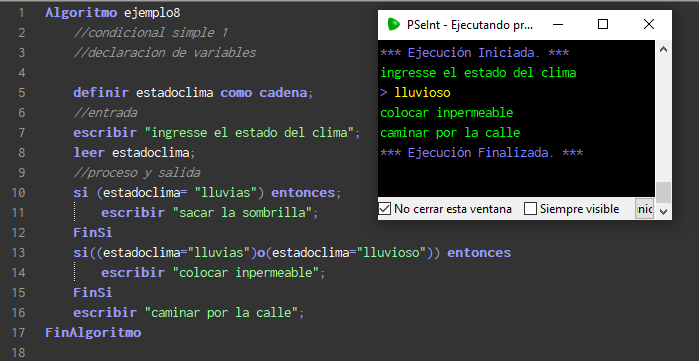 1 Algoritmo ejemplo8
2 //condicional simple 1
3 //declaracion de variables
4
5 definir estadoclima como cadena;
6 //entrada
7 escribir "ingresse el estado del clima";
8 leer estadoclima;
9 //proceso y salida
10 si (estadoclima= "lluvias") entonces;
11 escribir "sacar la sombrilla";
12 FinSi
13 si((estadoclima="lluvias")o(estadoclima="lluvioso")) entonces
14 escribir "colocar inpermeable";
15 FinSi
16 escribir "caminar por la calle";
17 FinAlgoritmo
18
PSeInt - Ejecutando pr...
*** Ejecución Iniciada. ***
ingresse el estado del clima
> lluvioso
colocar inpermeable
caminar por la calle
*** Ejecución Finalizada. ***
No cerrar esta ventana Siempre visible